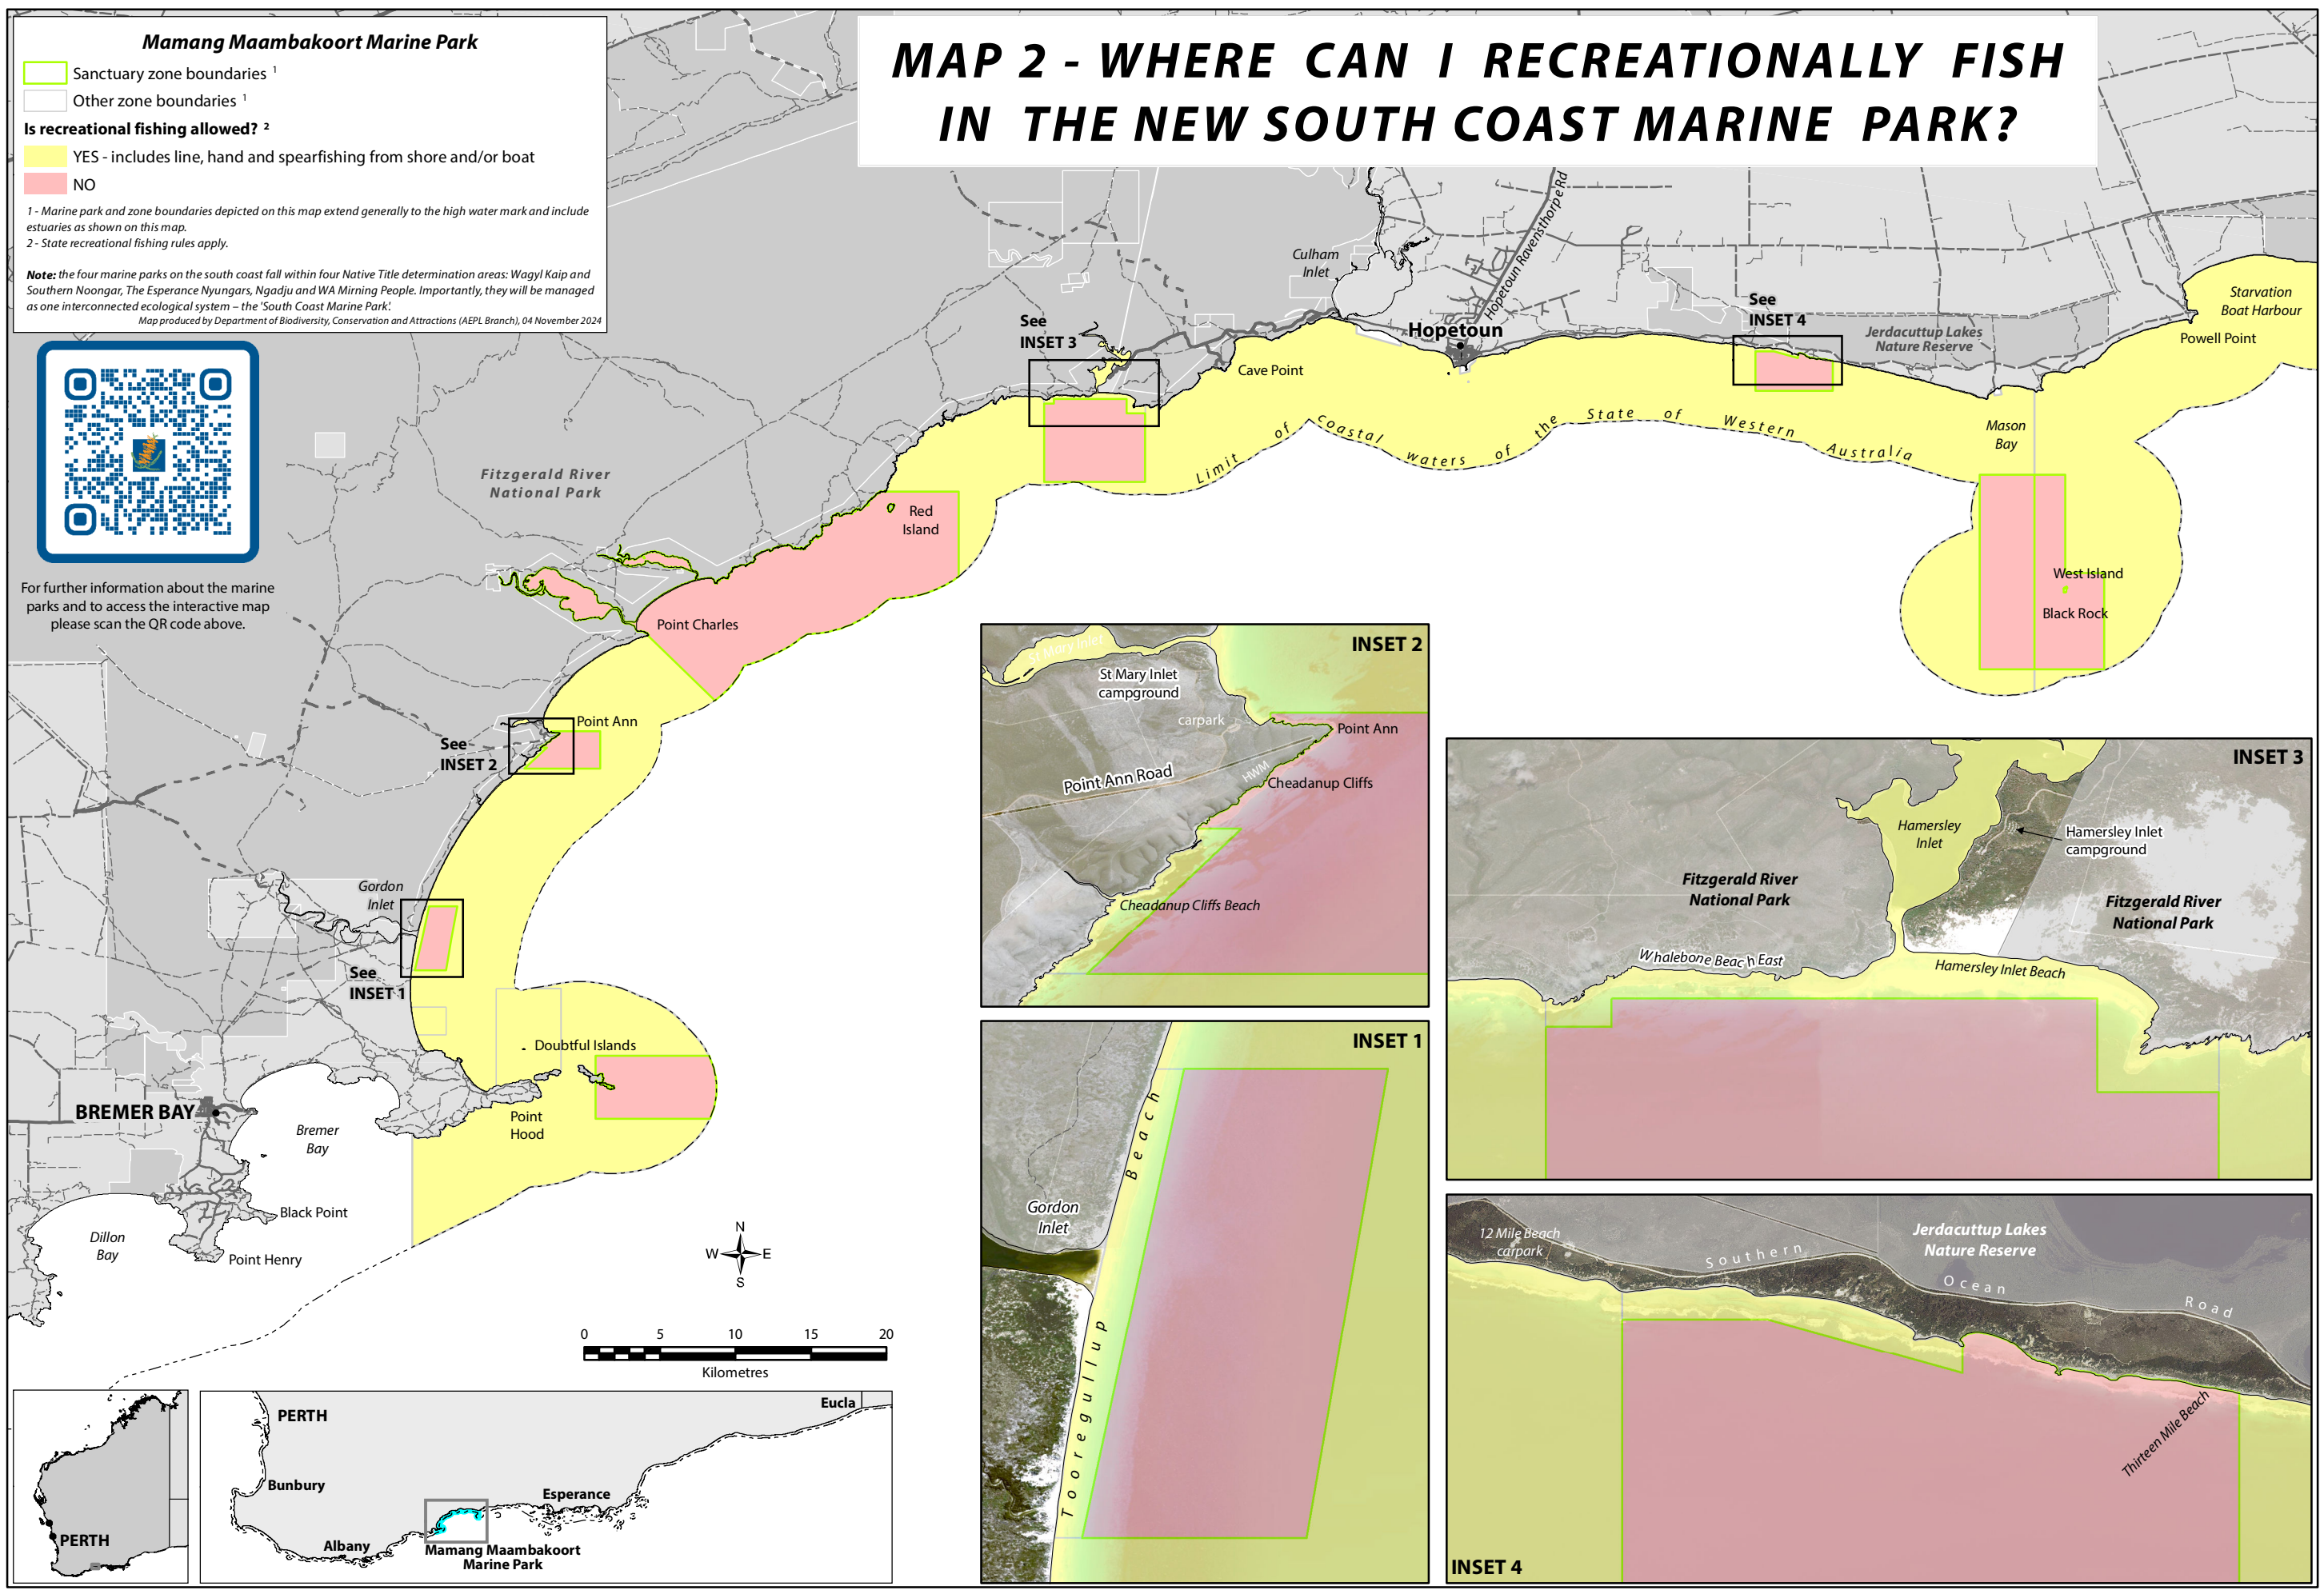 MAP 2 - WHERE CAN I RECREATIONALLY FISH
IN THE NEW SOUTH COAST MARINE PARK?
Mamang Maambakoort Marine Park
Sanctuary zone boundaries 1
Other zone boundaries 1
Is recreational fishing allowed? 2
YES - includes line, hand and spearfishing from shore and/or boat
NO
1 - Marine park and zone boundaries depicted on this map extend generally to the high water mark and include
estuaries as shown on this map.
2 - State recreational fishing rules apply.
Note: the four marine parks on the south coast fall within four Native Title determination areas: Wagyl Kaip and
Southern Noongar, The Esperance Nyungars, Ngadju and WA Mirning People. Importantly, they will be managed
as one interconnected ecological system – the 'South Coast Marine Park'.
Map produced by Department of Biodiversity, Conservation and Attractions (AEPL Branch), 04 November 2024
For further information about the marine
parks and to access the interactive map
please scan the QR code above.
Culham
Inlet
Hopetoun Ravensthorpe Rd
Hopetoun
See
INSET 3
See
INSET 4
Jerdacuttup Lakes
Nature Reserve
Starvation
Boat Harbour
Powell Point
Cave Point
Limit of coastal waters of the State of Western Australia
Mason
Bay
Fitzgerald River
National Park
Red
Island
West Island
Black Rock
Point Charles
Point Ann
See
INSET 2
Gordon
Inlet
See
INSET 1
Doubtful Islands
BREMER BAY
Point
Hood
Bremer
Bay
Black Point
Dillon
Bay
Point Henry
N
W
E
S
0
5
10
15
20
Kilometres
PERTH
PERTH
Eucla
Bunbury
Esperance
Albany
Mamang Maambakoort
Marine Park
INSET 2
St Mary Inlet
St Mary Inlet
campground
carpark
Point Ann
Point Ann Road
HWM
Cheadanup Cliffs
Cheadanup Cliffs Beach
INSET 1
Gordon
Inlet
Tooregullup Beach
INSET 3
Hamersley
Inlet
Hamersley Inlet
campground
Fitzgerald River
National Park
Fitzgerald River
National Park
Whalebone Beach East
Hamersley Inlet Beach
12 Mile Beach
carpark
Southern Ocean Road
Jerdacuttup Lakes
Nature Reserve
Thirteen Mile Beach
INSET 4